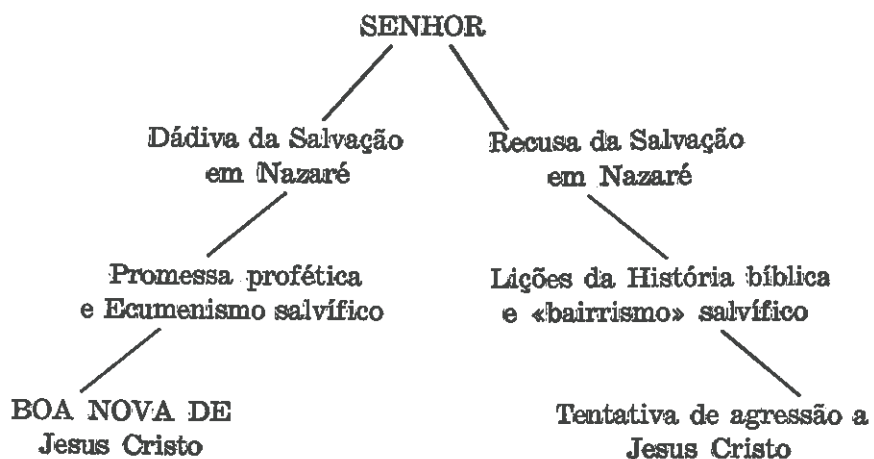 SENHOR
Dádiva da Salvação
em Nazaré
Recusa da Salvação
em Nazaré
Promessa profética
e Ecumenismo salvífico
Lições da História bíblica
e «bairrismo» salvífico
BOA NOVA DE
Jesus Cristo
Tentativa de agressão a
Jesus Cristo